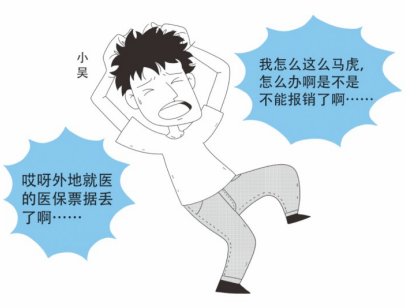 小吴
我怎么这么马虎,
怎么办啊是不是
不能报销了啊……
哎呀外地就医
的医保票据丢
了啊……